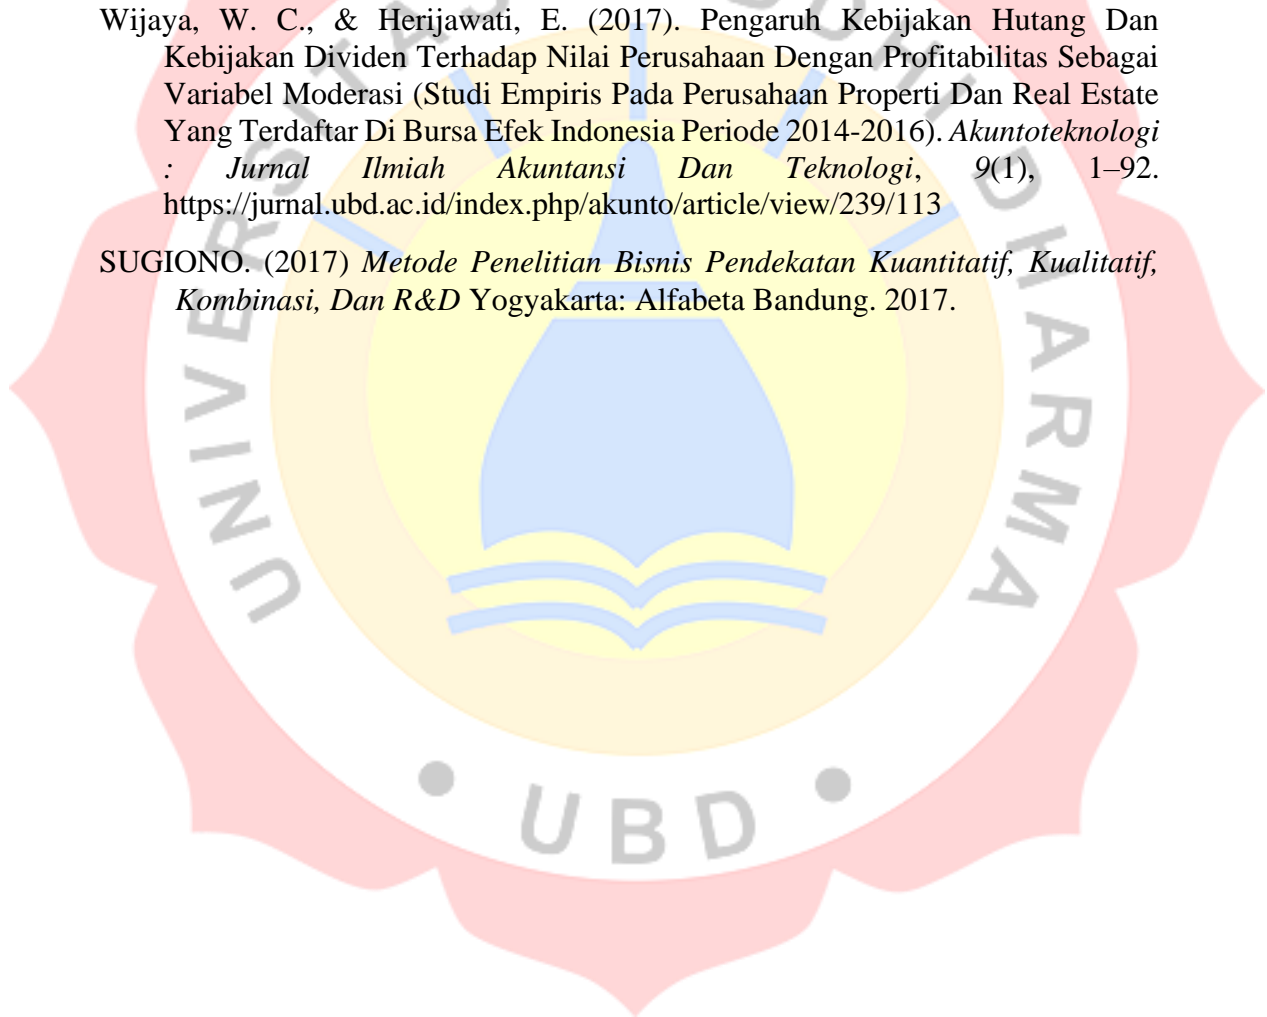 Wijaya, W. C., & Herijawati, E. (2017). Pengaruh Kebijakan Hutang Dan
Kebijakan Dividen Terhadap Nilai Perusahaan Dengan Profitabilitas Sebagai
Variabel Moderasi (Studi Empiris Pada Perusahaan Properti Dan Real Estate
Yang Terdaftar Di Bursa Efek Indonesia Periode 2014-2016). Akuntoteknologi
: Jurnal Ilmiah Akuntansi Dan Teknologi, 9(1), 1–92.
https://jurnal.ubd.ac.id/index.php/akunto/article/view/239/113
SUGIONO. (2017) Metode Penelitian Bisnis Pendekatan Kuantitatif, Kualitatif,
Kombinasi, Dan R&D Yogyakarta: Alfabeta Bandung. 2017.
UNIVERSITAS
DHARMA
• UBD •